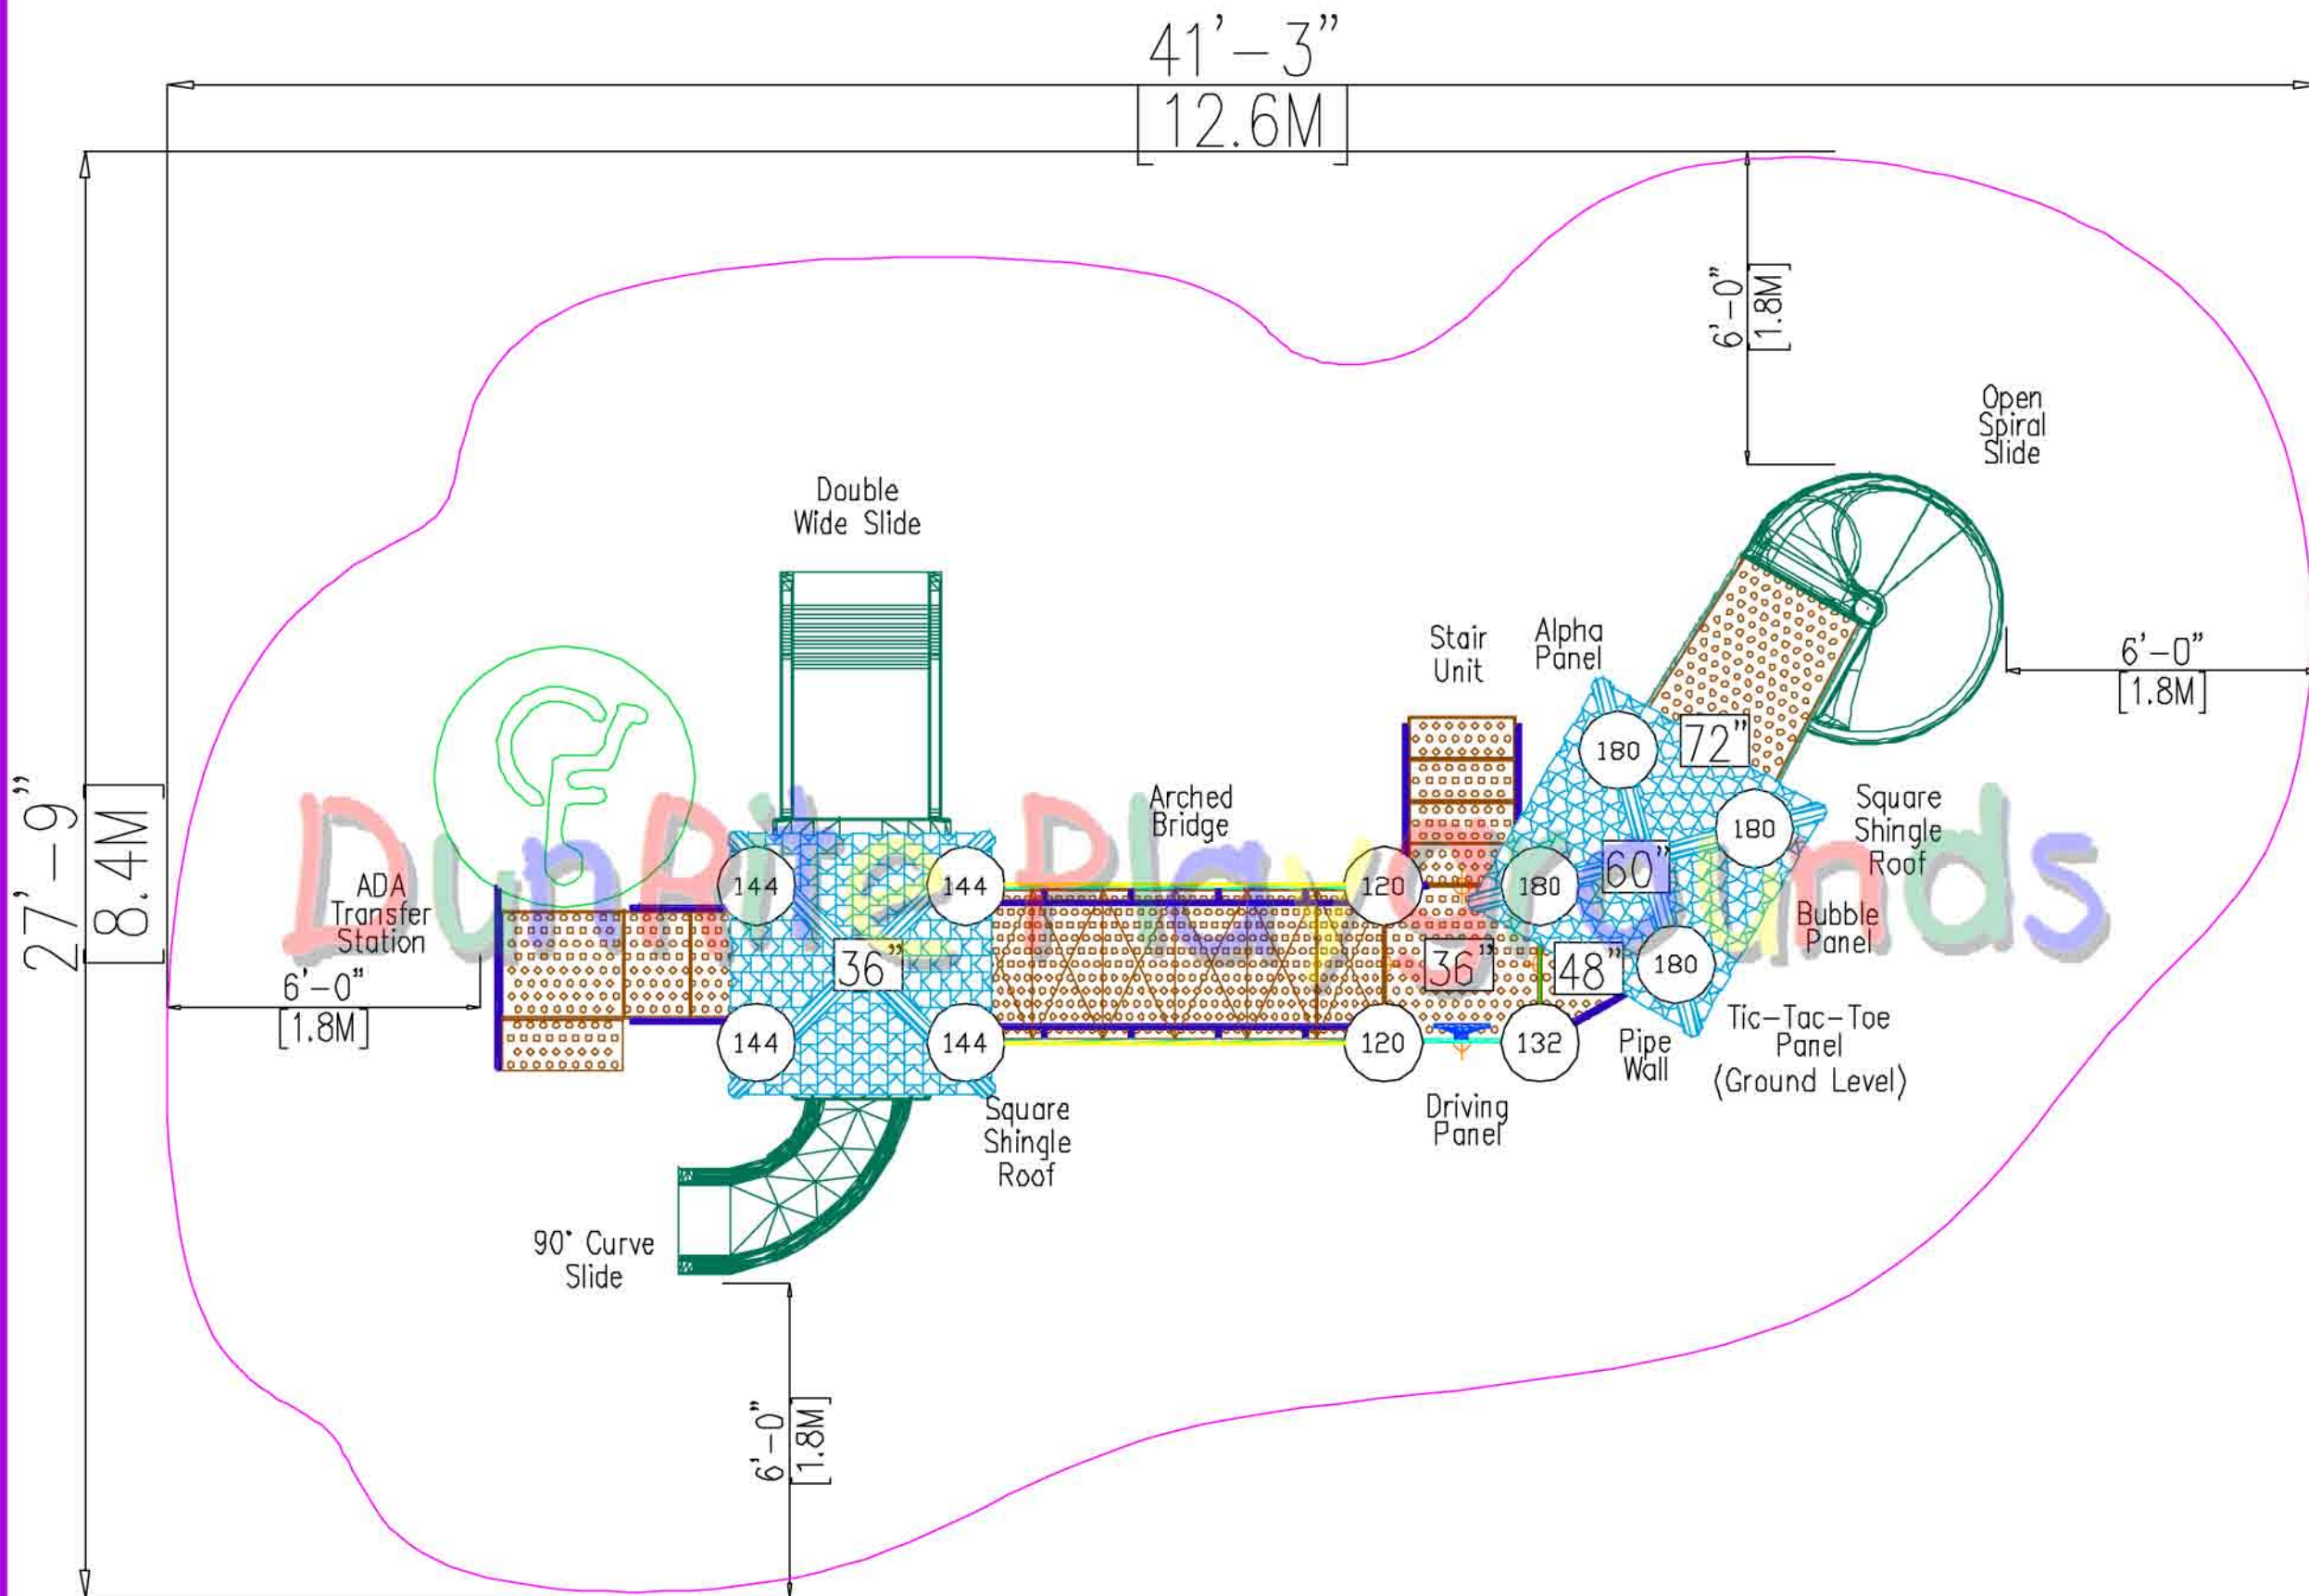 41'-3"
[12.6M]
27'-9"
[8.4M]
6'-0"
[1.8M]
Open
Spiral
Slide
Double
Wide Slide
Stair
Unit
Alpha
Panel
6'-0"
[1.8M]
180
72"
Arched
Bridge
Square
Shingle
Roof
180
60"
DunRite Playgrounds
144
144
120
180
ADA
Transfer
Station
Bubble
Panel
6'-0"
[1.8M]
36"
36"
48"
180
144
144
120
132
Pipe
Wall
Tic-Tac-Toe
Panel
(Ground Level)
Driving
Panel
Square
Shingle
Roof
90° Curve
Slide
6'-0"
[1.8M]